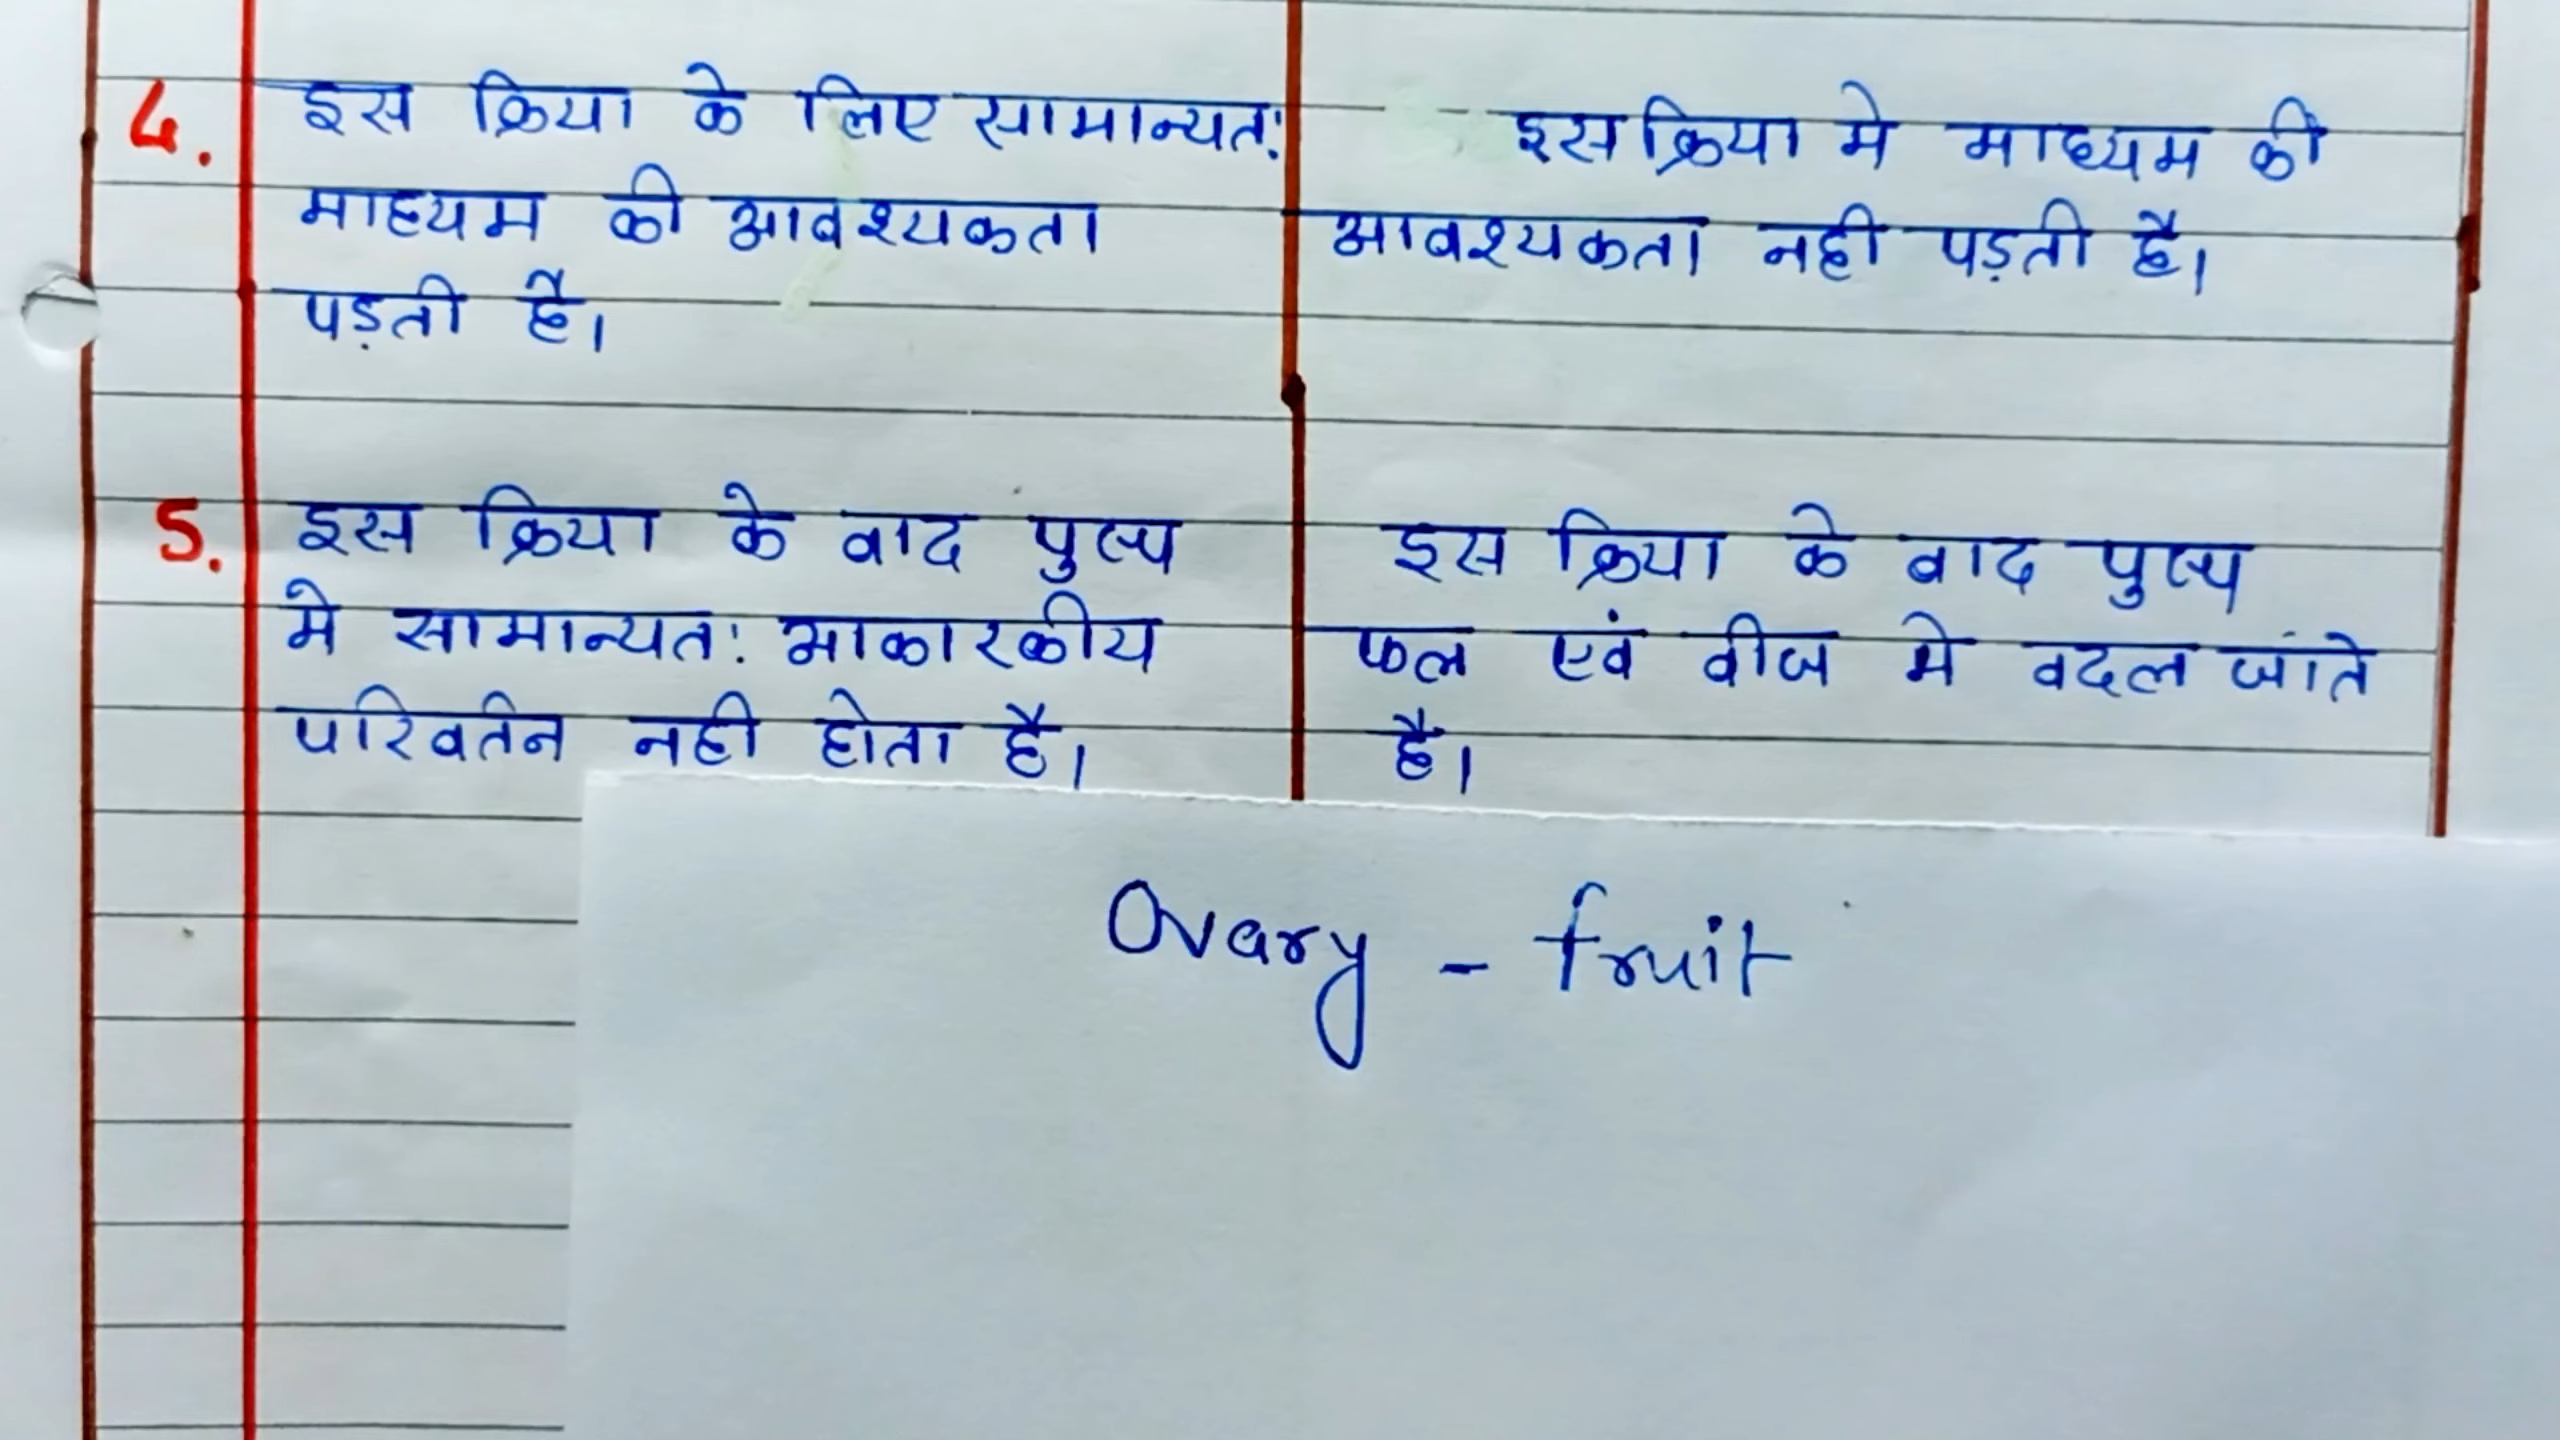 4. इस क्रिया के लिए सामान्यत:
माध्यम की आवश्यकता
पड़ती है।
इस क्रिया मे माध्यम की
आवश्यकता नही पड़ती है।
5. इस क्रिया के वाद पुष्प
मे सामान्यत: आकारकीय
परिवर्तन नही होता है।
इस क्रिया के वाद पुष्प
फल एवं वीज मे वदल जाते
है।
Ovary - fruit